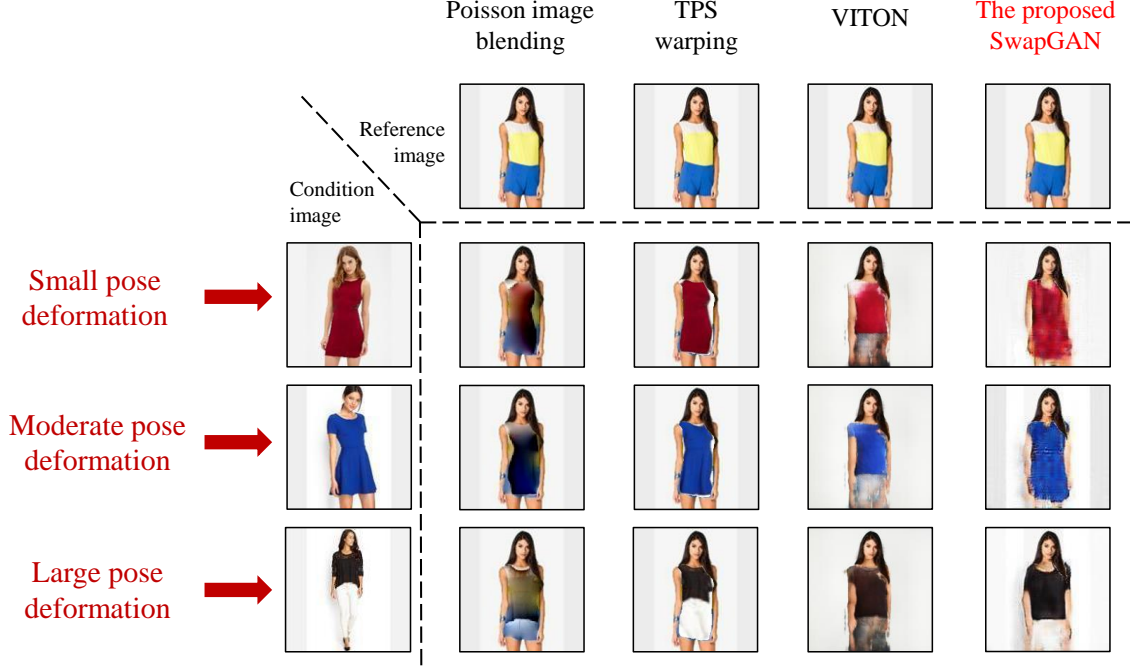 Poisson image
blending
TPS
warping
VITON
The proposed
SwapGAN
Reference
image
Condition
image
Small pose
deformation
Moderate pose
deformation
Large pose
deformation